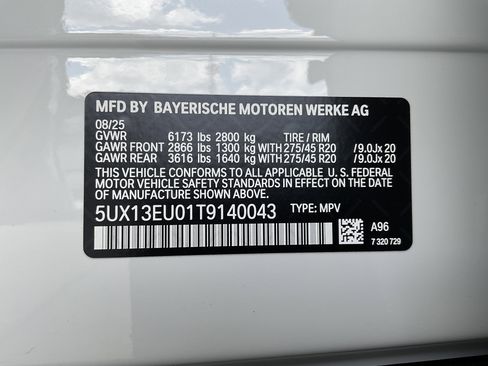 MFD BY BAYERISCHE MOTOREN WERKE AG
08/25
GVWR 6173 lbs 2800 kg TIRE / RIM
GAWR FRONT 2866 lbs 1300 kg WITH 275/45 R20 /9.0Jx 20
GAWR REAR 3616 lbs 1640 kg WITH 275/45 R20 /9.0Jx 20
THIS VEHICLE CONFORMS TO ALL APPLICABLE U. S. FEDERAL
MOTOR VEHICLE SAFETY STANDARDS IN EFFECT ON THE
DATE OF MANUFACTURE SHOWN ABOVE.
5UX13EU01T9140043 TYPE: MPV
A96
7 320 729